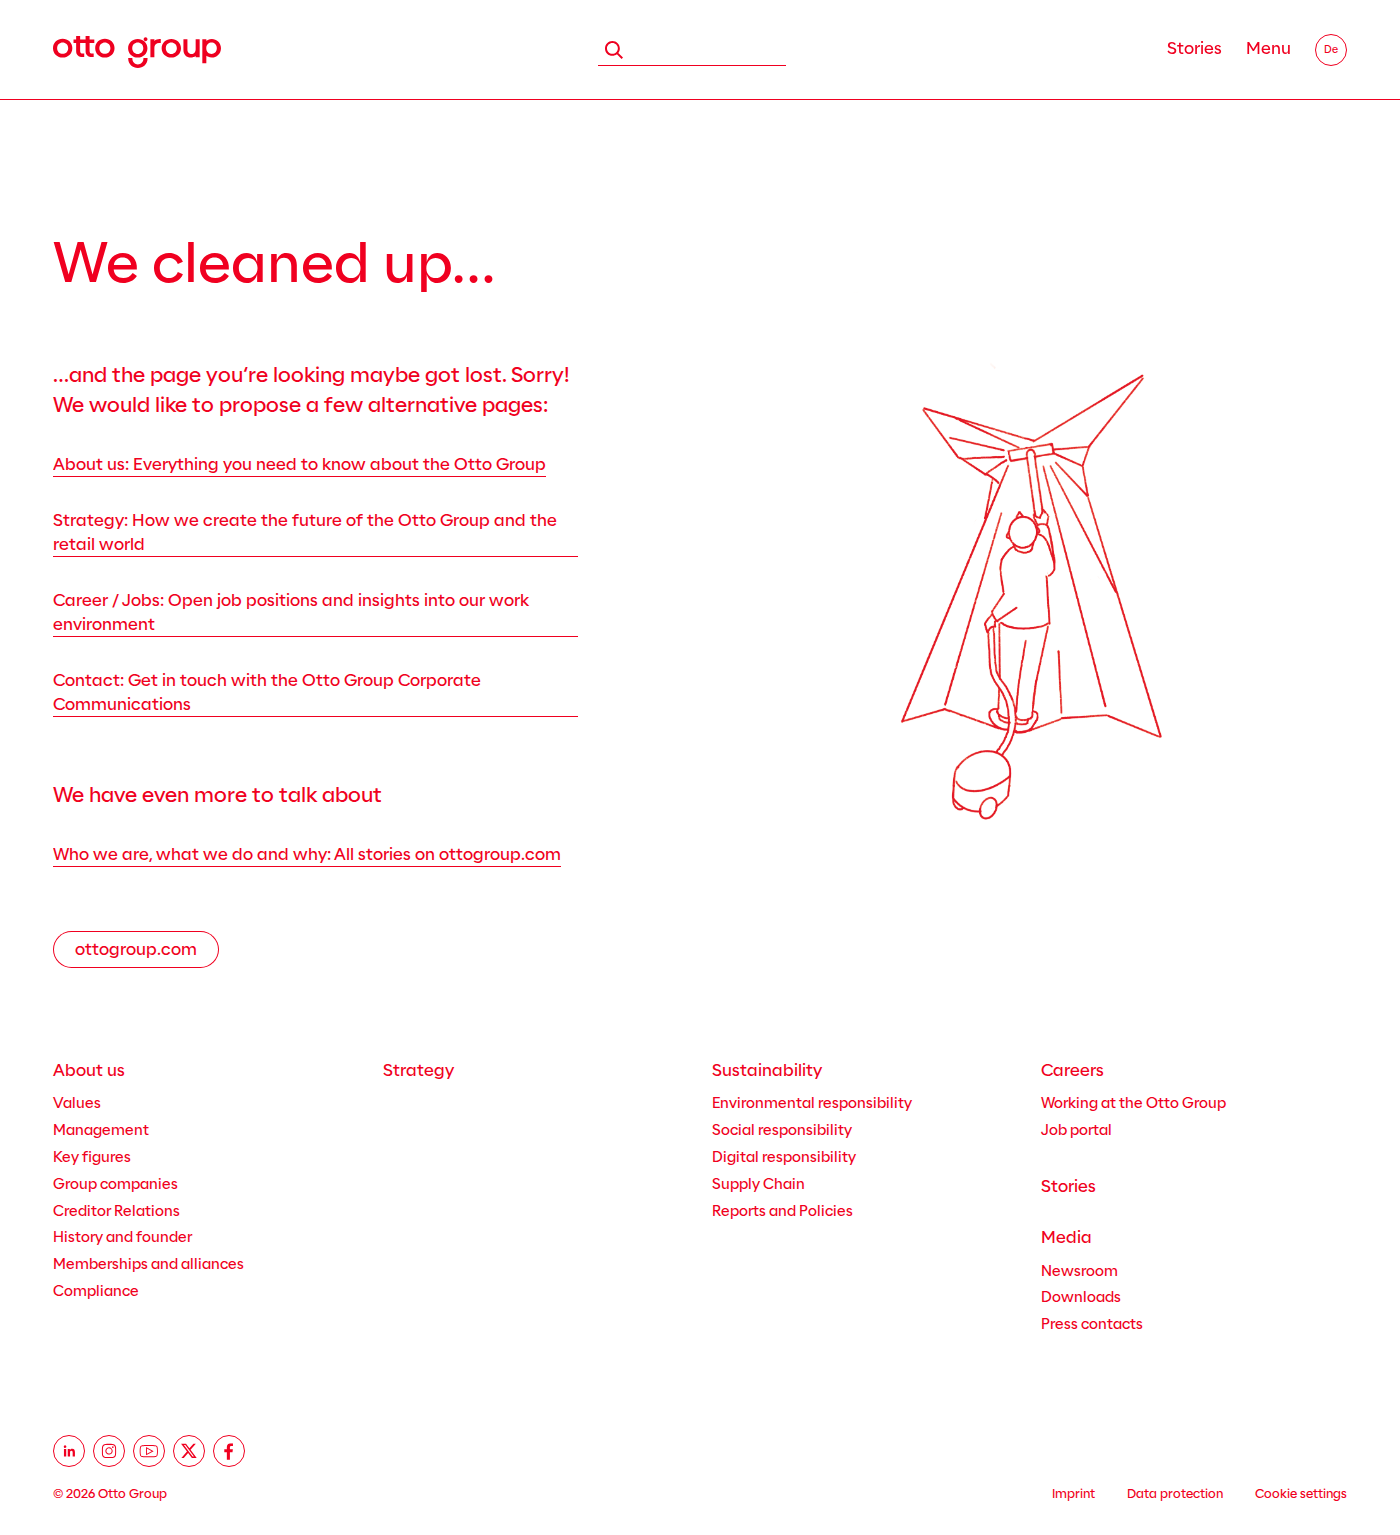 otto group
Stories Menu De
We cleaned up...
...and the page you're looking maybe got lost. Sorry!
We would like to propose a few alternative pages:
About us: Everything you need to know about the Otto Group
Strategy: How we create the future of the Otto Group and the
retail world
Career / Jobs: Open job positions and insights into our work
environment
Contact: Get in touch with the Otto Group Corporate
Communications
We have even more to talk about
Who we are, what we do and why: All stories on ottogroup.com
ottogroup.com
About us
Values
Management
Key figures
Group companies
Creditor Relations
History and founder
Memberships and alliances
Compliance
Strategy
Sustainability
Environmental responsibility
Social responsibility
Digital responsibility
Supply Chain
Reports and Policies
Careers
Working at the Otto Group
Job portal
Stories
Media
Newsroom
Downloads
Press contacts
© 2026 Otto Group
Imprint Data protection Cookie settings